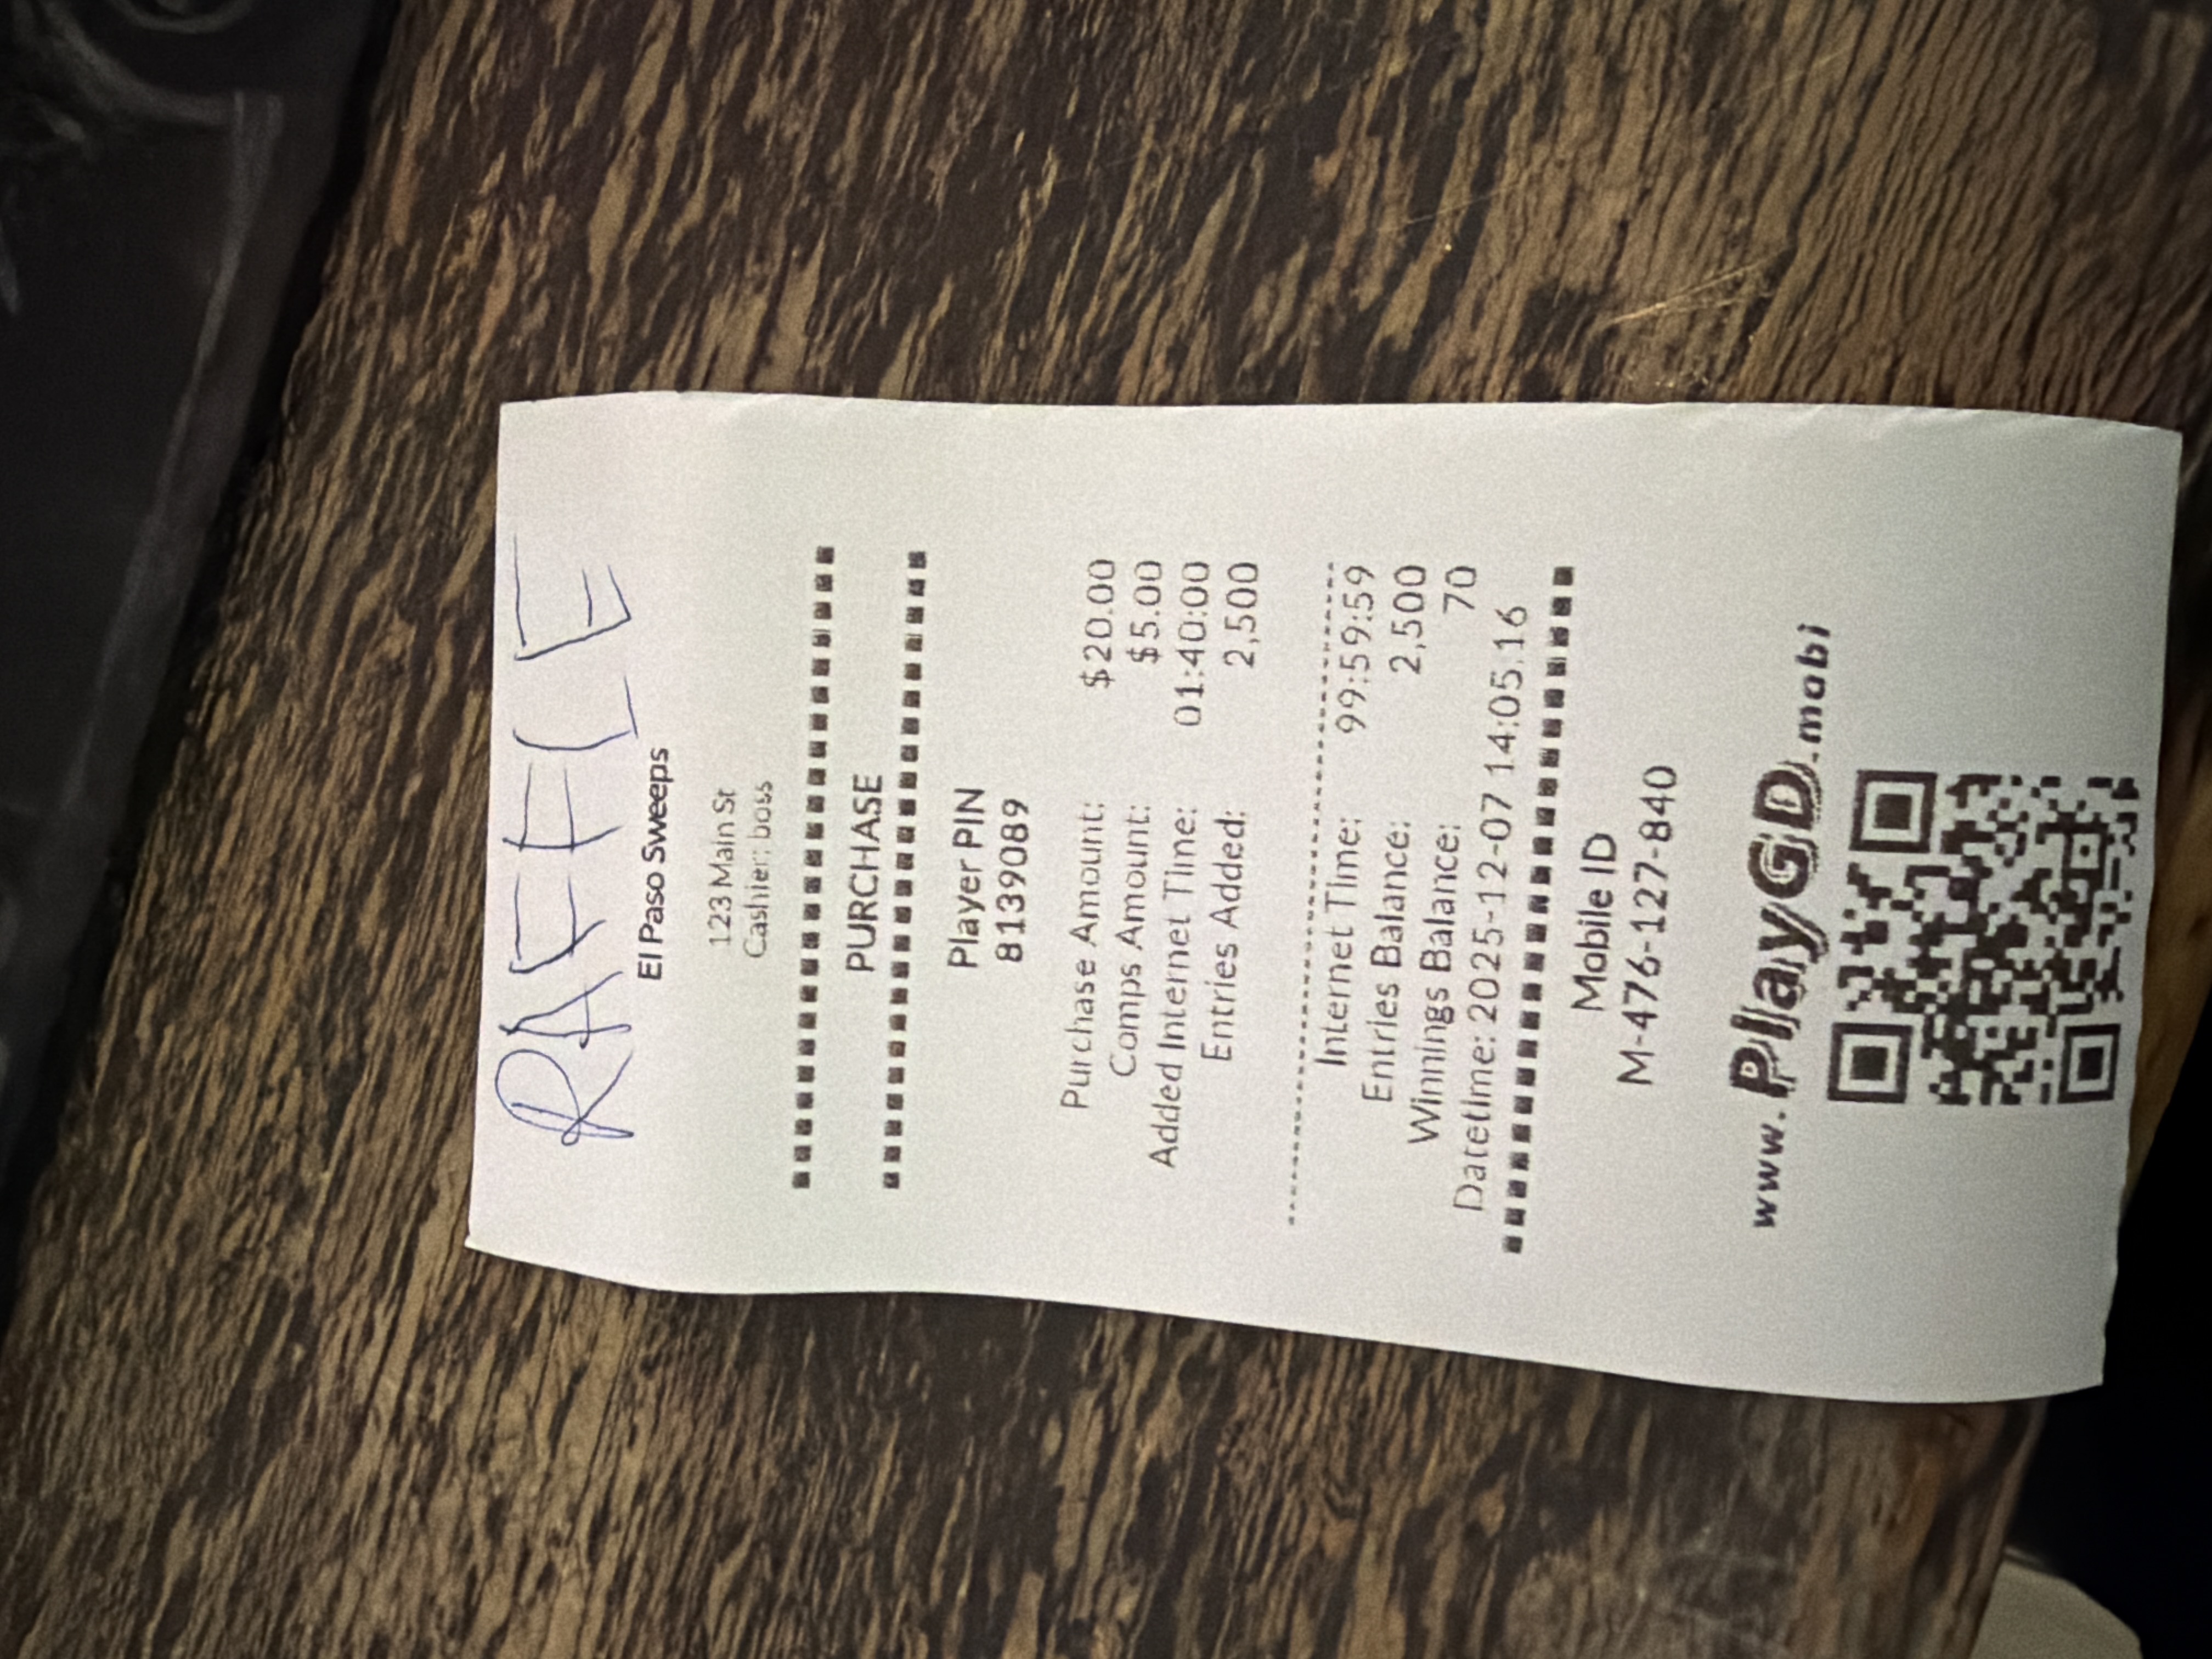 RAFFLE
El Paso Sweeps
123 Main St
Cashier: boss
PURCHASE
Player PIN
8139089
Purchase Amount: $20.00
Comps Amount: $5.00
Added Internet Time: 01:40:00
Entries Added: 2,500
Internet Time: 99:59:59
Entries Balance: 2,500
Winnings Balance: 70
Datetime: 2025-12-07 14:05:16
Mobile ID
M-476-127-840
www.PlayGD.mobi